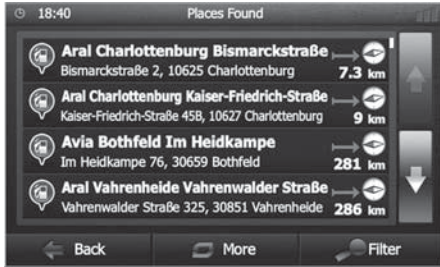 18:40 Places Found
Aral Charlottenburg Bismarckstraße
Bismarckstraße 2, 10625 Charlottenburg 7.3 km
Aral Charlottenburg Kaiser-Friedrich-Straße
Kaiser-Friedrich-Straße 45B, 10627 Charlottenburg 9 km
Avia Bothfeld Im Heidkampe
Im Heidkampe 76, 30659 Bothfeld 281 km
Aral Vahrenheide Vahrenwalder Straße
Vahrenwalder Straße 325, 30851 Vahrenheide 286 km
Back More Filter